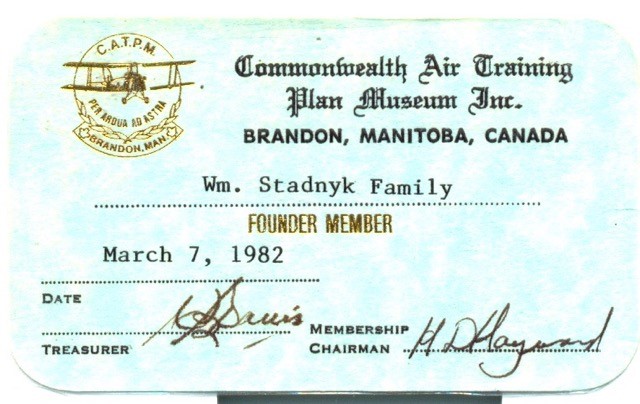 C.A.T.P.M.
PER ARDUA AD ASTRA
BRANDON, MAN.
Commonwealth Air Training
Plan Museum Inc.
BRANDON, MANITOBA, CANADA
Wm. Stadnyk Family
FOUNDER MEMBER
March 7, 1982
DATE
TREASURER
MEMBERSHIP
CHAIRMAN H D Hayward